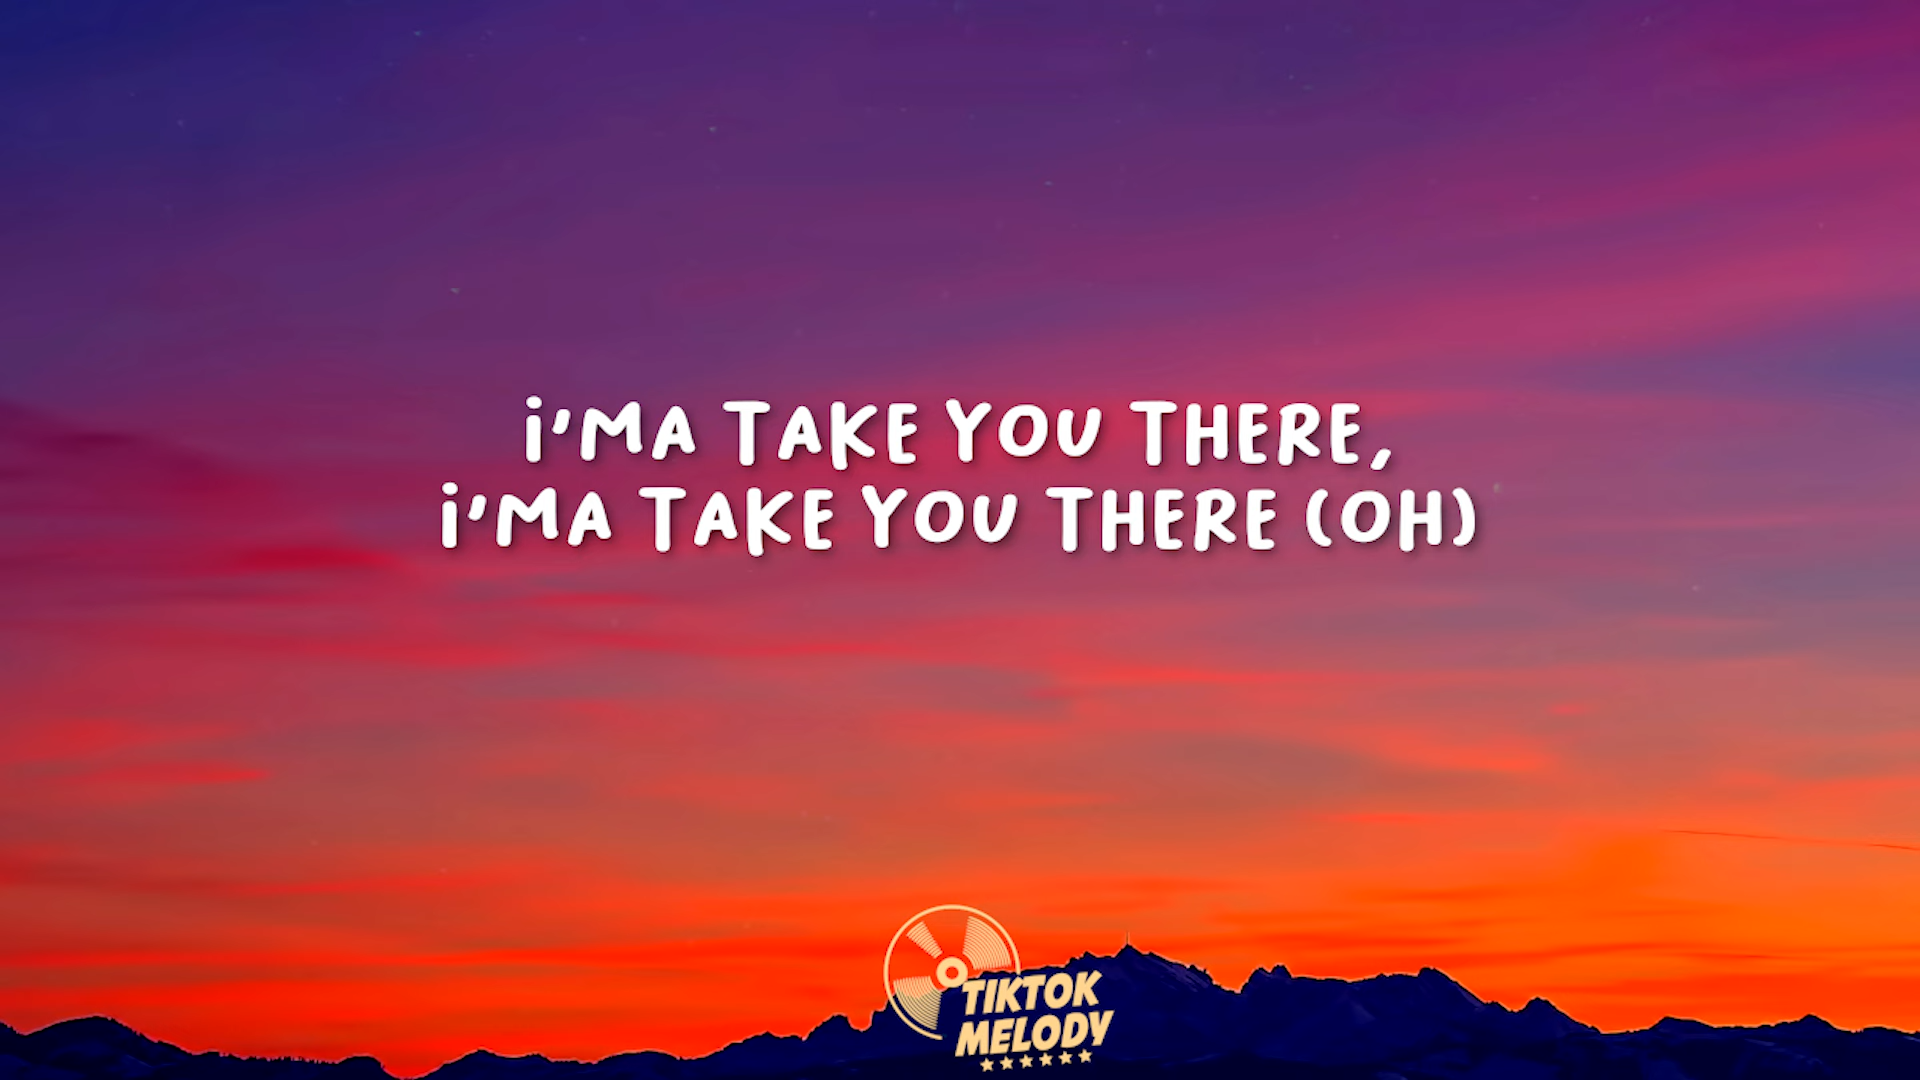 i'MA TAKE YOU THERE,
i'MA TAKE YOU THERE (OH)
TIKTOK
MELODY